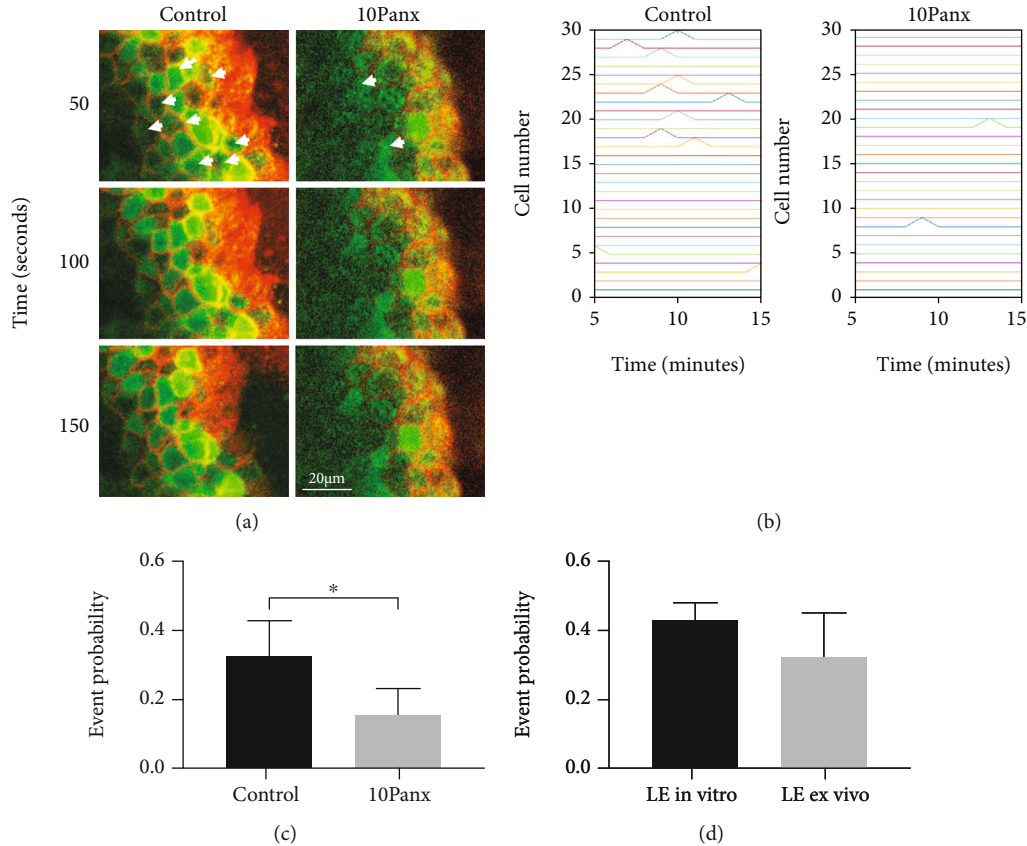 Control
10Panx
Time (seconds)
50
100
150
20μm
(a)
Control
10Panx
Cell number
30
25
20
15
10
5
0
5
10
15
Time (minutes)
Cell number
30
25
20
15
10
5
0
5
10
15
Time (minutes)
(b)
Event probability
0.6
0.4
0.2
0.0
*
Control
10Panx
(c)
Event probability
0.6
0.4
0.2
0.0
LE in vitro
LE ex vivo
(d)